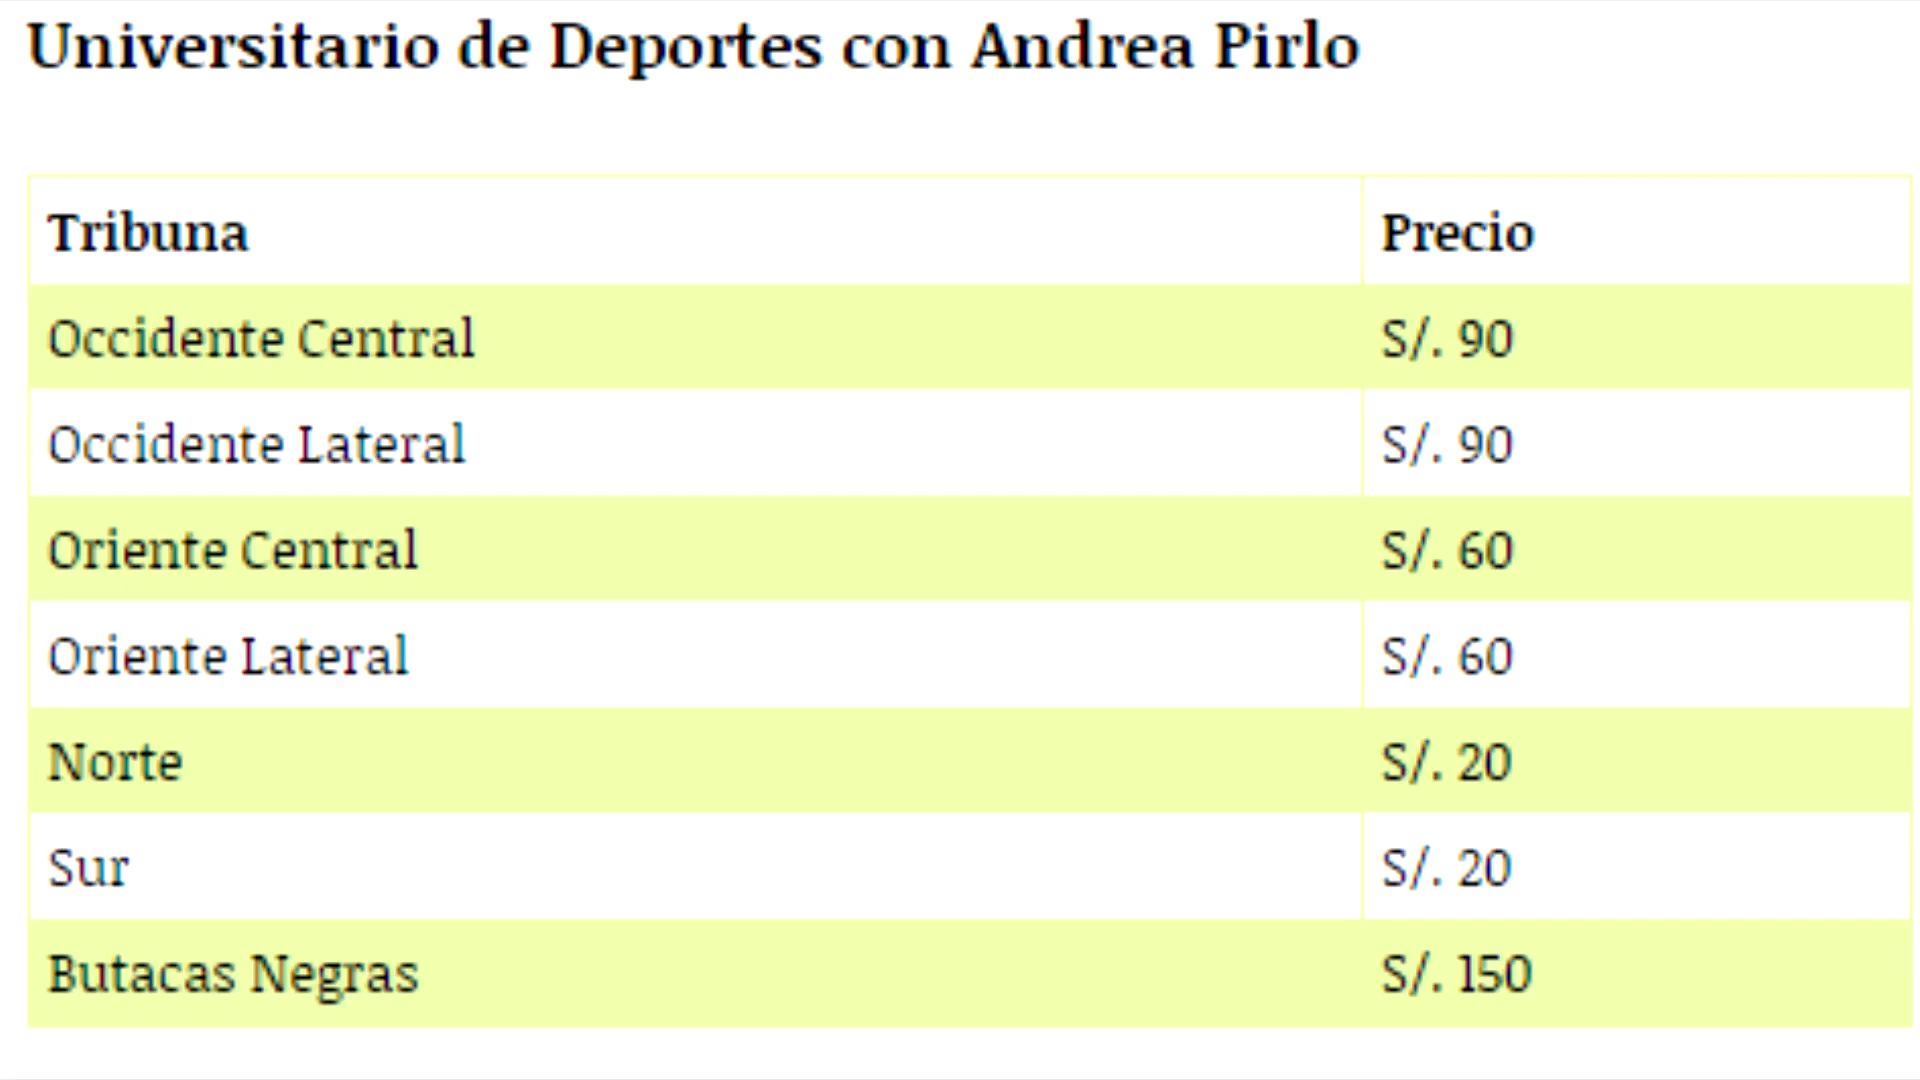 Universitario de Deportes con Andrea Pirlo
Tribuna Precio
Occidente Central S/. 90
Occidente Lateral S/. 90
Oriente Central S/. 60
Oriente Lateral S/. 60
Norte S/. 20
Sur S/. 20
Butacas Negras S/. 150